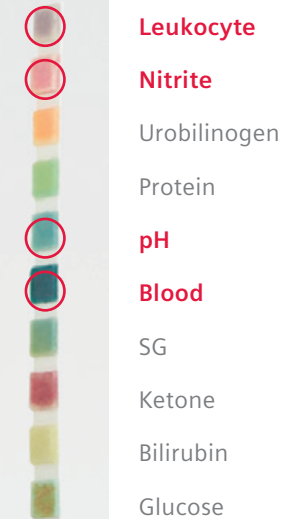 Leukocyte
Nitrite
Urobilinogen
Protein
pH
Blood
SG
Ketone
Bilirubin
Glucose